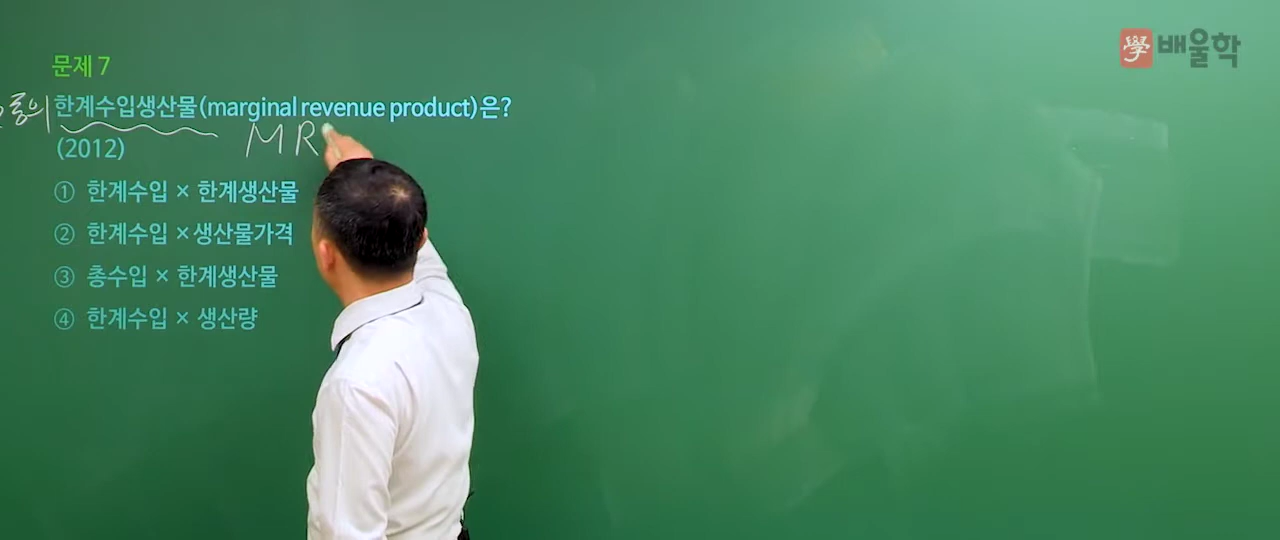 學 배울학
문제 7
한계수입생산물(marginal revenue product)은?
MR
(2012)
① 한계수입 × 한계생산물
② 한계수입 ×생산물가격
③ 총수입 × 한계생산물
④ 한계수입 × 생산량